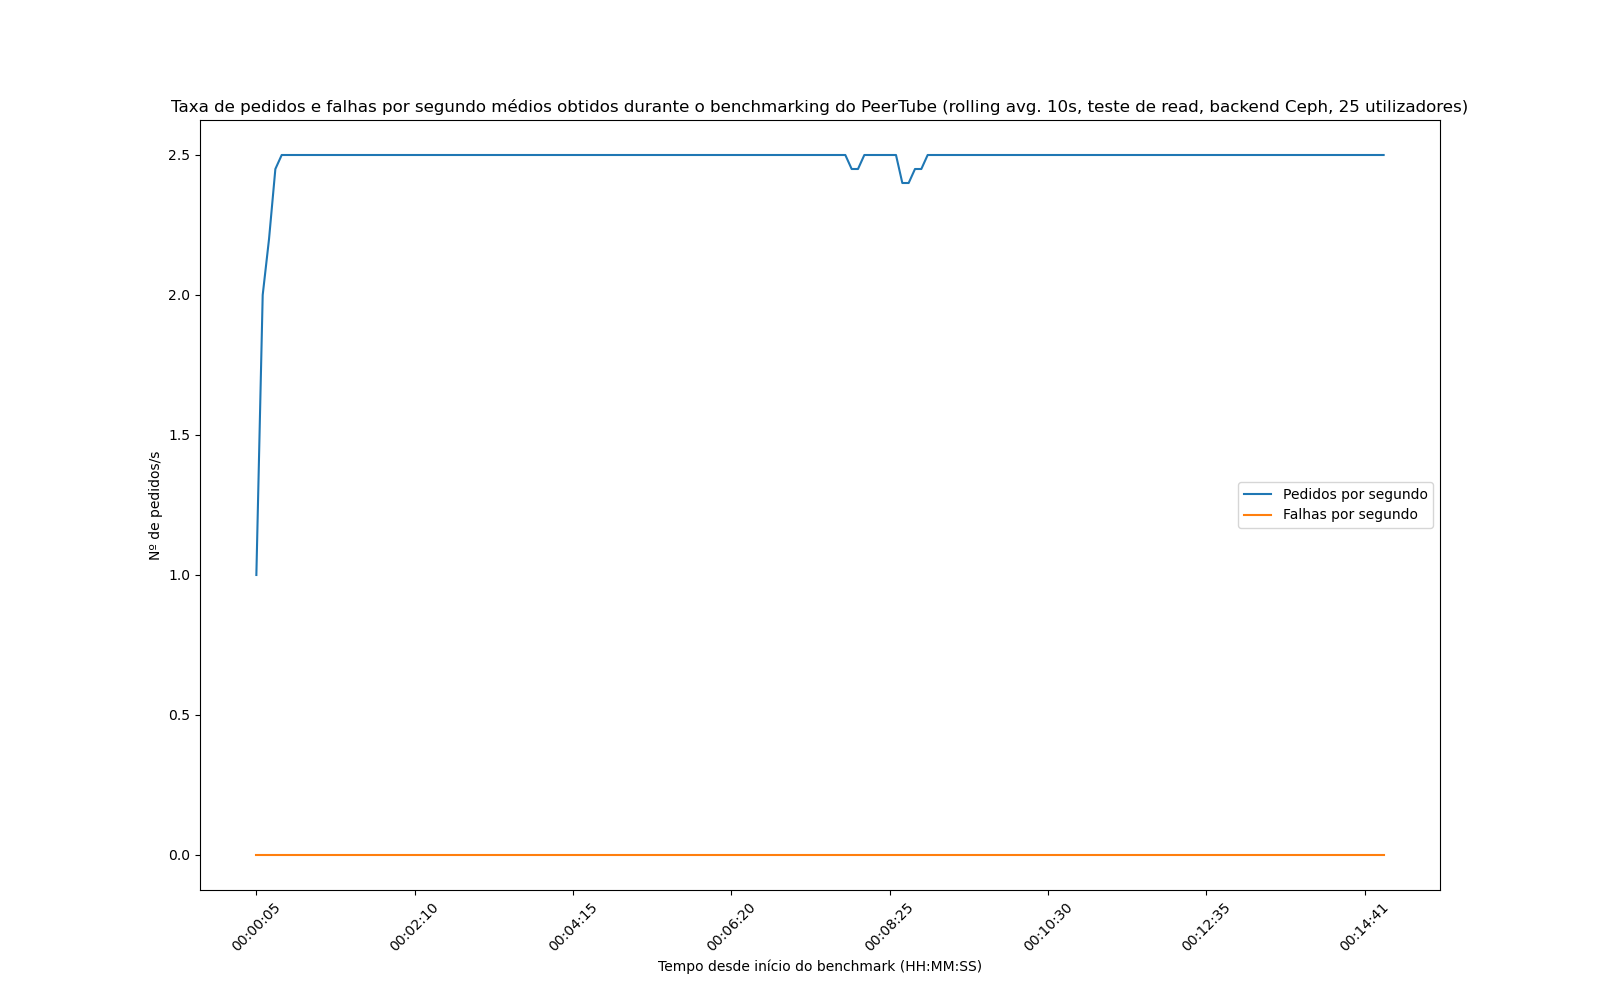 Taxa de pedidos e falhas por segundo médios obtidos durante o benchmarking do PeerTube (rolling avg. 10s, teste de read, backend Ceph, 25 utilizadores)
2.5
2.0
1.5
1.0
0.5
0.0
Nº de pedidos/s
Pedidos por segundo
Falhas por segundo
00:00:05
00:02:10
00:04:15
00:06:20
00:08:25
00:10:30
00:12:35
00:14:41
Tempo desde início do benchmark (HH:MM:SS)